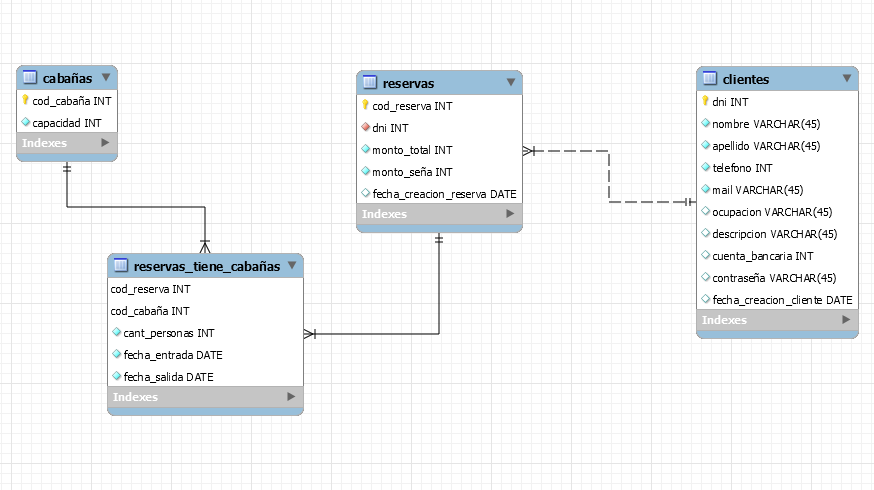 cabañas
cod_cabaña INT
capacidad INT
Indexes
reservas
cod_reserva INT
dni INT
monto_total INT
monto_seña INT
fecha_creacion_reserva DATE
Indexes
clientes
dni INT
nombre VARCHAR(45)
apellido VARCHAR(45)
telefono INT
mail VARCHAR(45)
ocupacion VARCHAR(45)
descripcion VARCHAR(45)
cuenta_bancaria INT
contraseña VARCHAR(45)
fecha_creacion_cliente DATE
Indexes
reservas_tiene_cabañas
cod_reserva INT
cod_cabaña INT
cant_personas INT
fecha_entrada DATE
fecha_salida DATE
Indexes